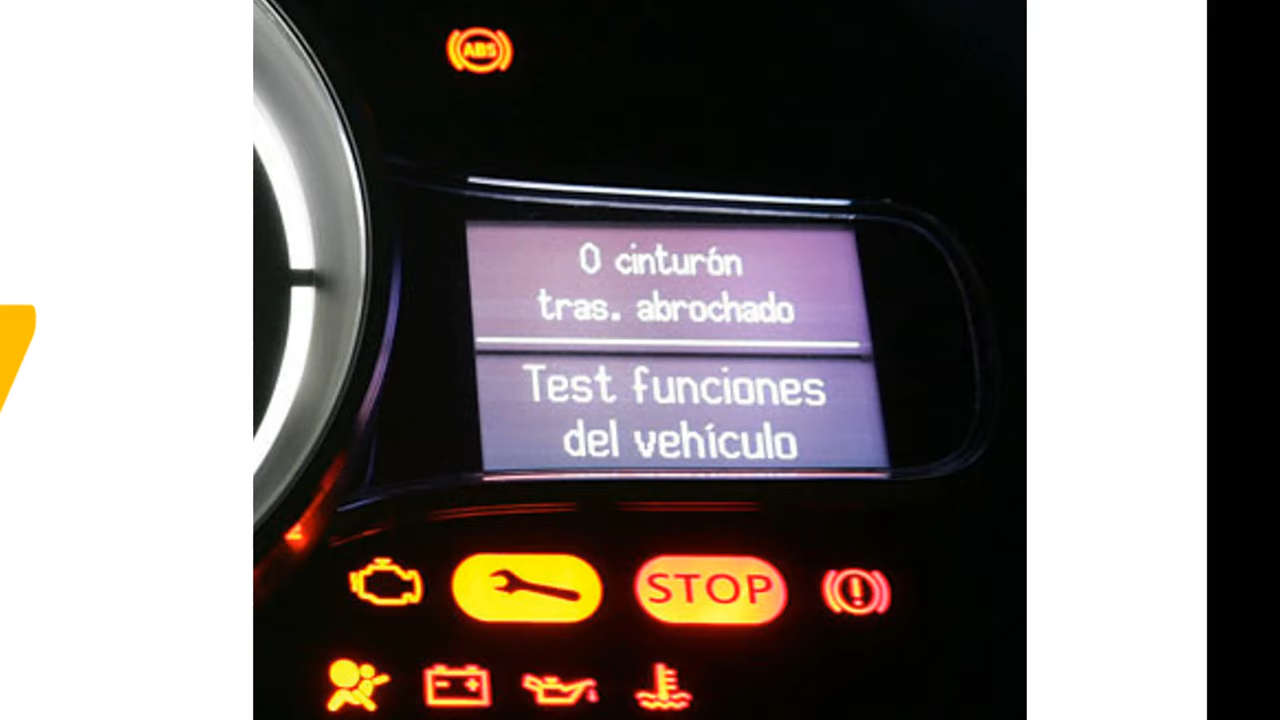 ABS
0 cinturón
tras. abrochado
Test funciones
del vehículo
STOP